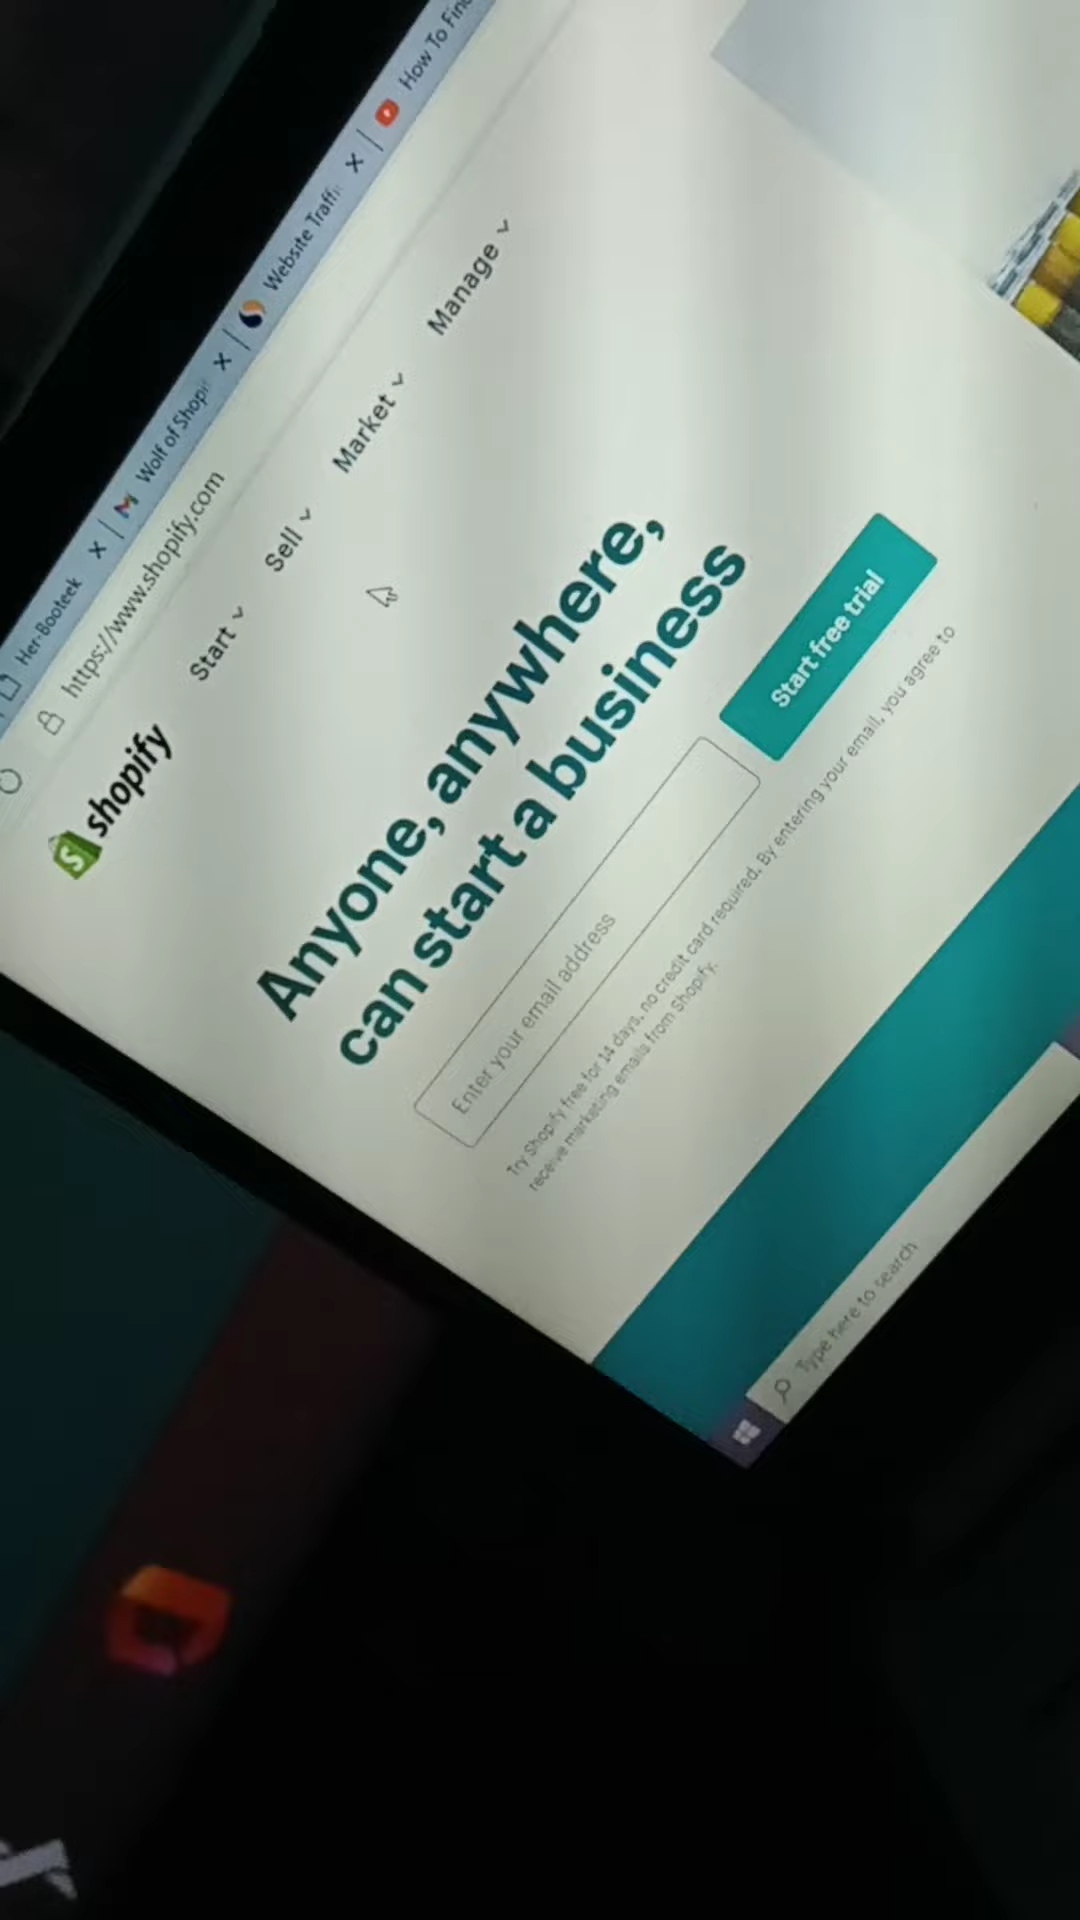 Her-Booteek
Wolf of Shopi
Website Traffi
How To Find
https://www.shopify.com
shopify
Start
Sell
Market
Manage
Anyone, anywhere,
can start a business
Enter your email address
Start free trial
Try Shopify free for 14 days, no credit card required. By entering your email, you agree to
receive marketing emails from Shopify.
Type here to search